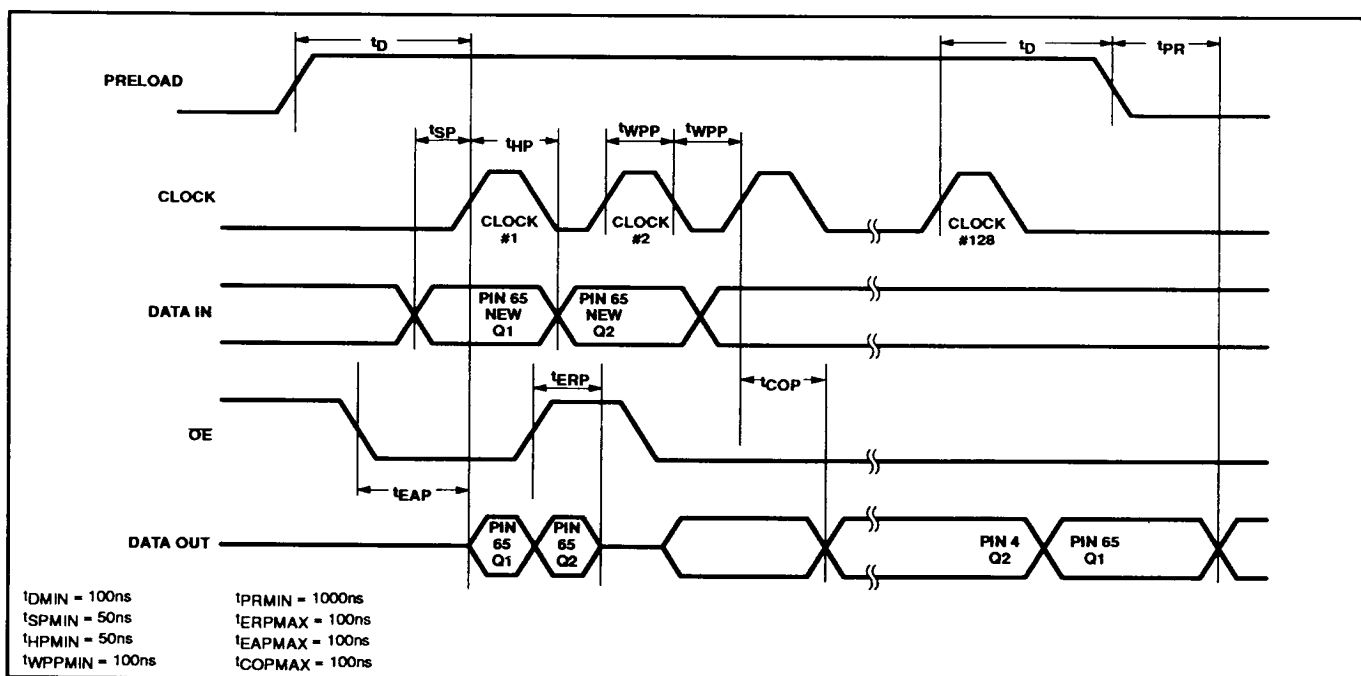 tD
tD
tPR
PRELOAD
tSP
tHP
tWPP
tWPP
CLOCK
CLOCK
#1
CLOCK
#2
CLOCK
#128
DATA IN
PIN 65
NEW
Q1
PIN 65
NEW
Q2
tERP
tCOP
OE
tEAP
DATA OUT
PIN
65
Q1
PIN
65
Q2
PIN 4
Q2
PIN 65
Q1
tDMIN = 100ns
tSPMIN = 50ns
tHPMIN = 50ns
tWPPMIN = 100ns
tPRMIN = 1000ns
tERPMAX = 100ns
tEAPMAX = 100ns
tCOPMAX = 100ns